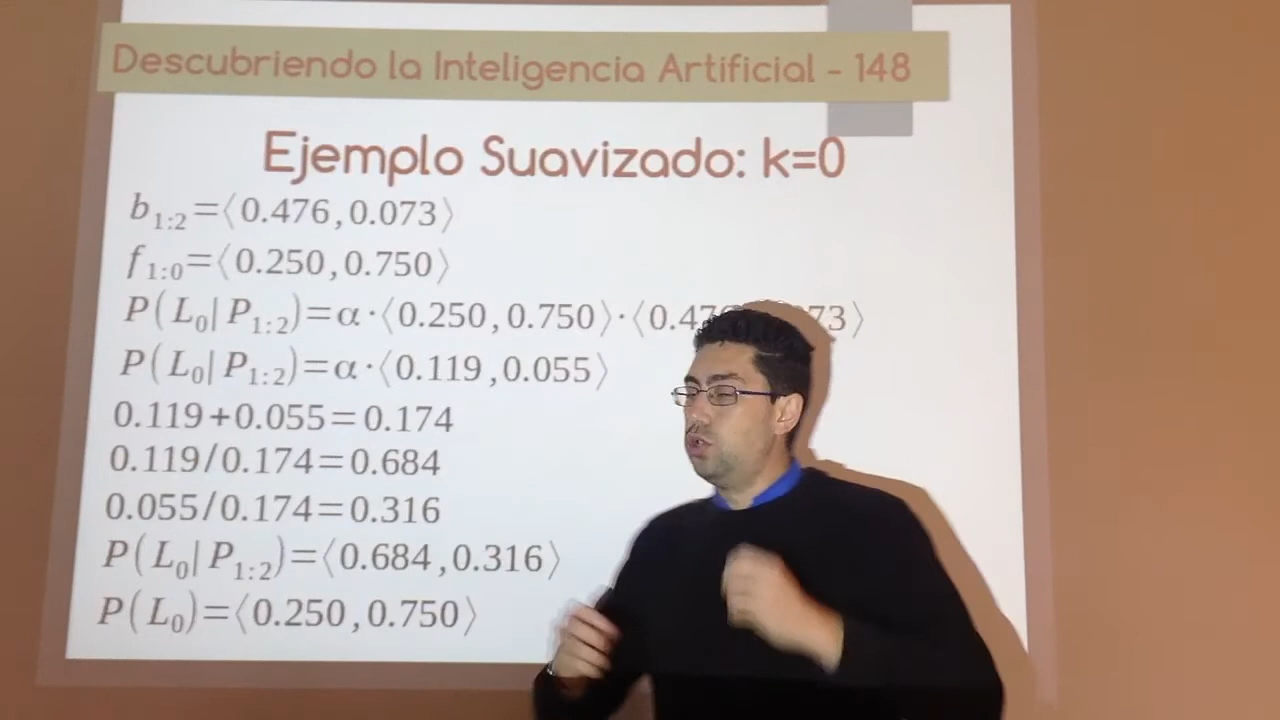 Descubriendo la Inteligencia Artificial - 148
Ejemplo Suavizado: k=0
b₁:₂=⟨0.476,0.073⟩
f₁:₀=⟨0.250,0.750⟩
P(L₀|P₁:₂)=α·⟨0.250,0.750⟩·⟨0.47 73⟩
P(L₀|P₁:₂)=α·⟨0.119,0.055⟩
0.119+0.055=0.174
0.119/0.174=0.684
0.055/0.174=0.316
P(L₀|P₁:₂)=⟨0.684,0.316⟩
P(L₀)=⟨0.250,0.750⟩